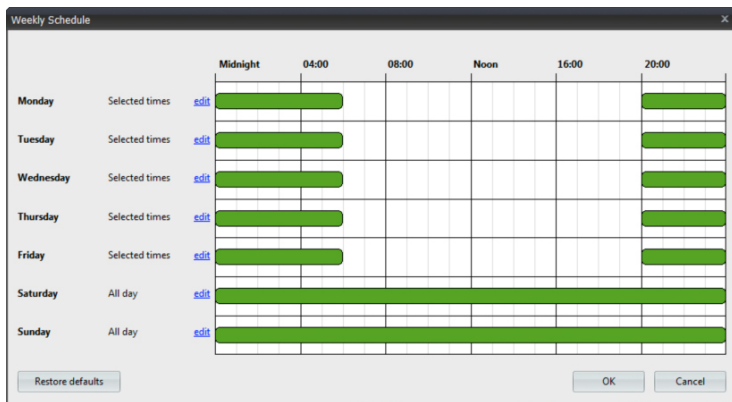 Weekly Schedule x
Midnight 04:00 08:00 Noon 16:00 20:00
Monday Selected times edit
Tuesday Selected times edit
Wednesday Selected times edit
Thursday Selected times edit
Friday Selected times edit
Saturday All day edit
Sunday All day edit
Restore defaults OK Cancel